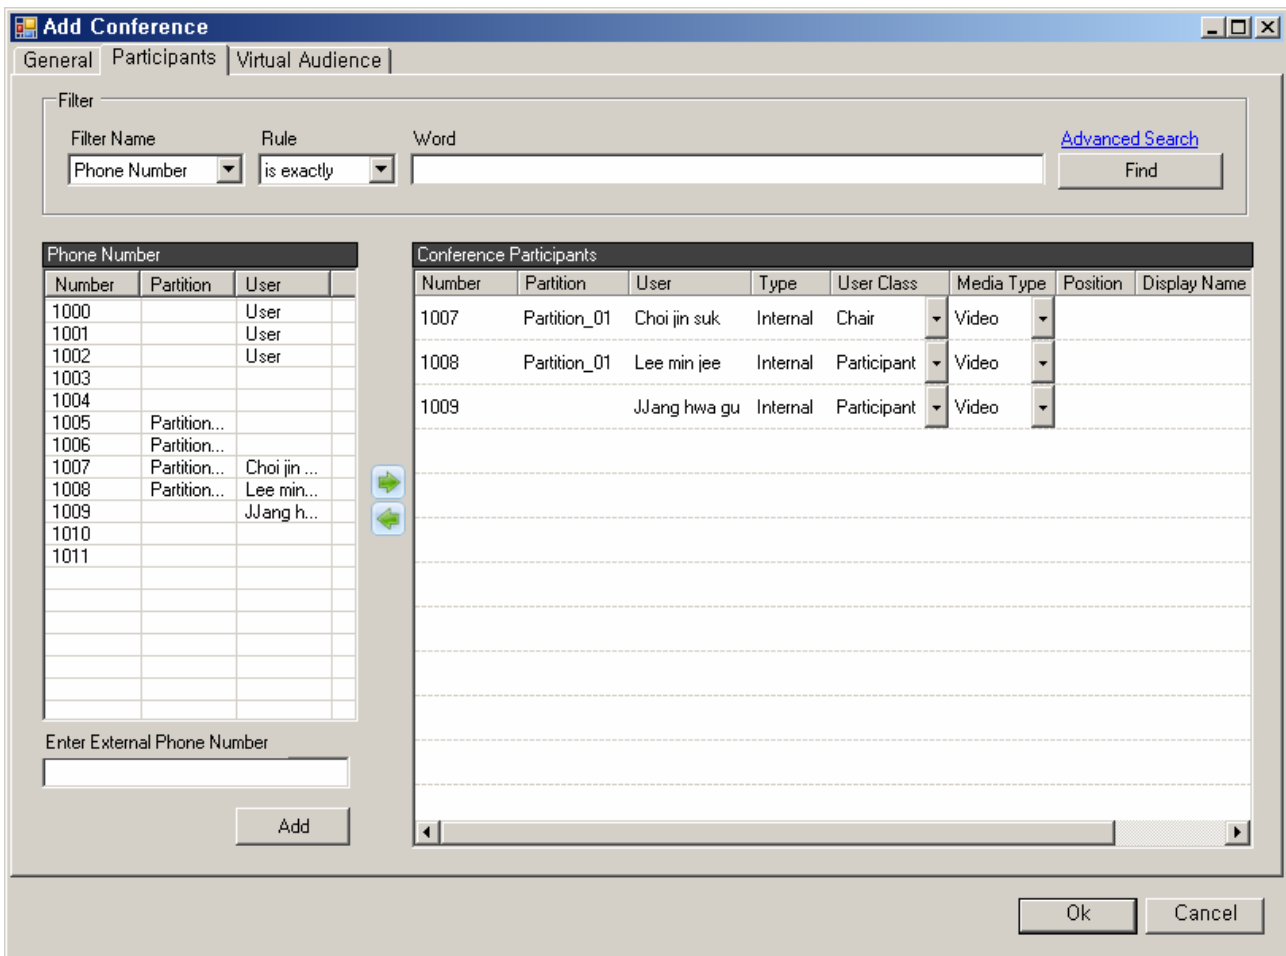 Add Conference
General Participants Virtual Audience
Filter
Filter Name Rule Word Advanced Search
Phone Number is exactly Find
Phone Number
Number Partition User
1000 User
1001 User
1002 User
1003
1004
1005 Partition...
1006 Partition...
1007 Partition... Choi jin ...
1008 Partition... Lee min...
1009 JJang h...
1010
1011
Enter External Phone Number
Add
Conference Participants
Number Partition User Type User Class Media Type Position Display Name
1007 Partition_01 Choi jin suk Internal Chair Video
1008 Partition_01 Lee min jee Internal Participant Video
1009 JJang hwa gu Internal Participant Video
Ok Cancel